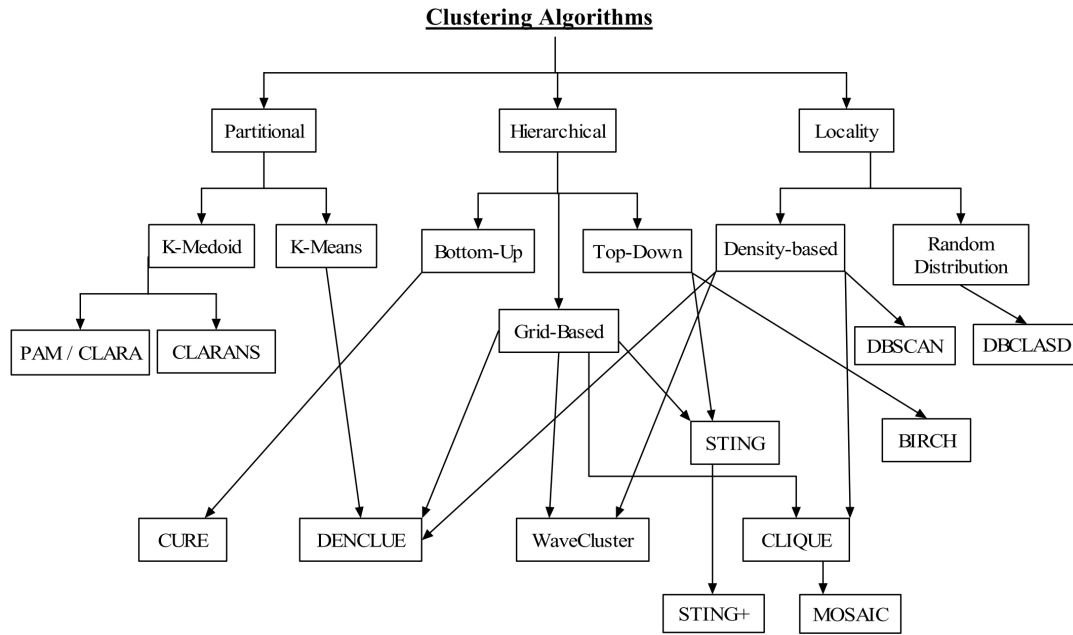 Clustering Algorithms
Partitional
Hierarchical
Locality
K-Medoid
K-Means
Bottom-Up
Top-Down
Density-based
Random
Distribution
PAM / CLARA
CLARANS
Grid-Based
DBSCAN
DBCLASD
STING
BIRCH
CURE
DENCLUE
WaveCluster
CLIQUE
STING+
MOSAIC